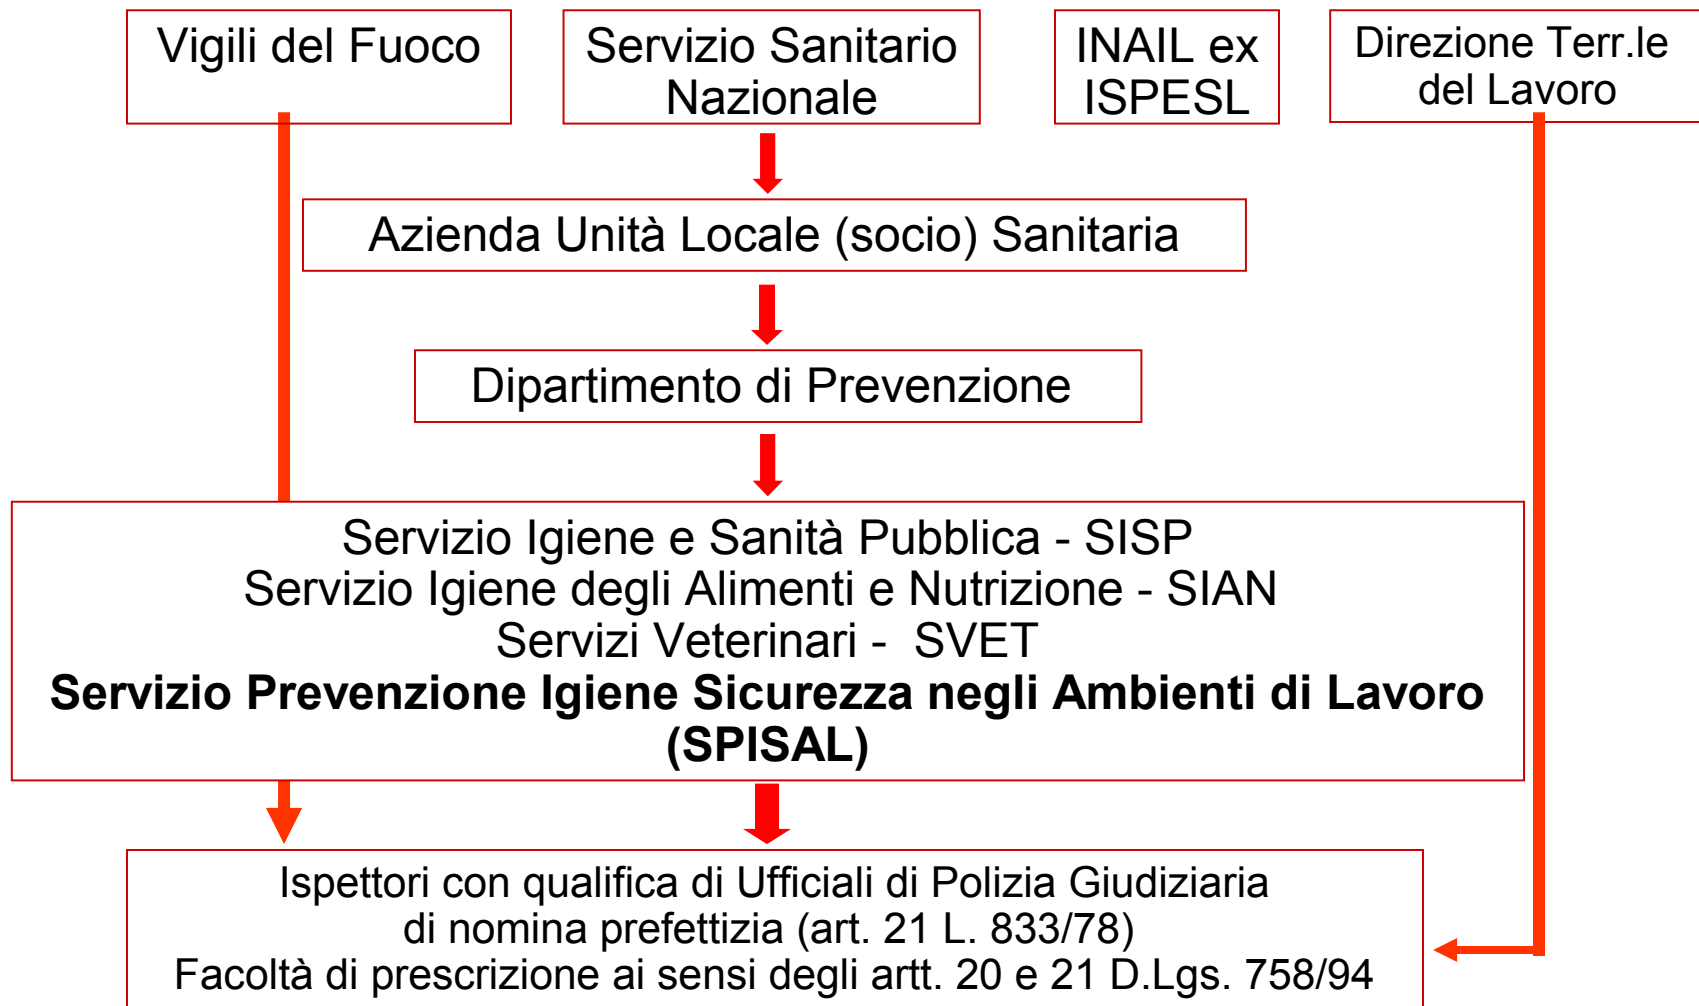 Vigili del Fuoco
Servizio Sanitario
Nazionale
INAIL ex
ISPESL
Direzione Terr.le
del Lavoro
Azienda Unità Locale (socio) Sanitaria
Dipartimento di Prevenzione
Servizio Igiene e Sanità Pubblica - SISP
Servizio Igiene degli Alimenti e Nutrizione - SIAN
Servizi Veterinari - SVET
Servizio Prevenzione Igiene Sicurezza negli Ambienti di Lavoro
(SPISAL)
Ispettori con qualifica di Ufficiali di Polizia Giudiziaria
di nomina prefettizia (art. 21 L. 833/78)
Facoltà di prescrizione ai sensi degli artt. 20 e 21 D.Lgs. 758/94